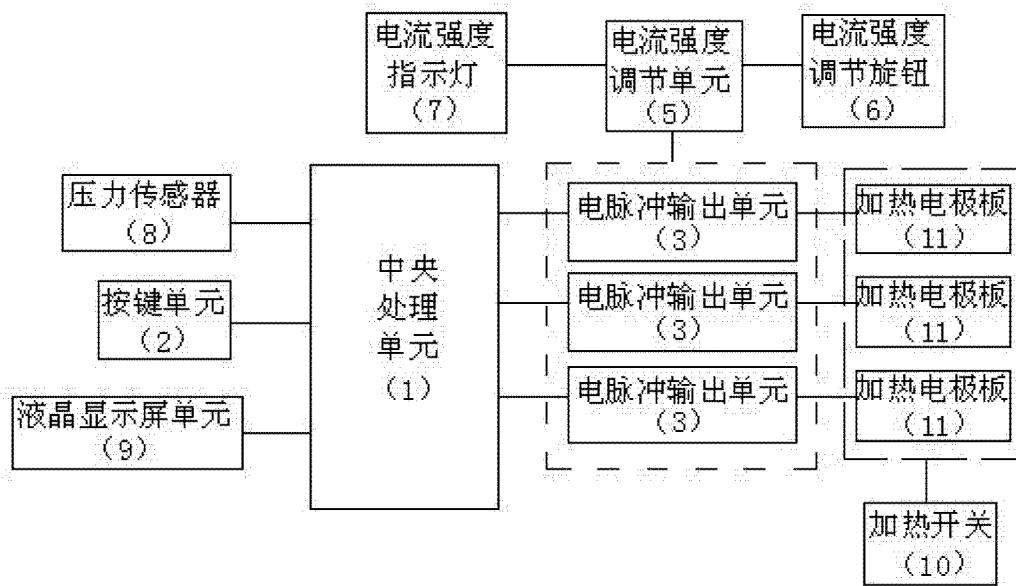 电流强度
指示灯
（7）
电流强度
调节单元
（5）
电流强度
调节旋钮
（6）
压力传感器
（8）
按键单元
（2）
液晶显示屏单元
（9）
中央
处理
单元
（1）
电脉冲输出单元
（3）
电脉冲输出单元
（3）
电脉冲输出单元
（3）
加热电极板
（11）
加热电极板
（11）
加热电极板
（11）
加热开关
（10）